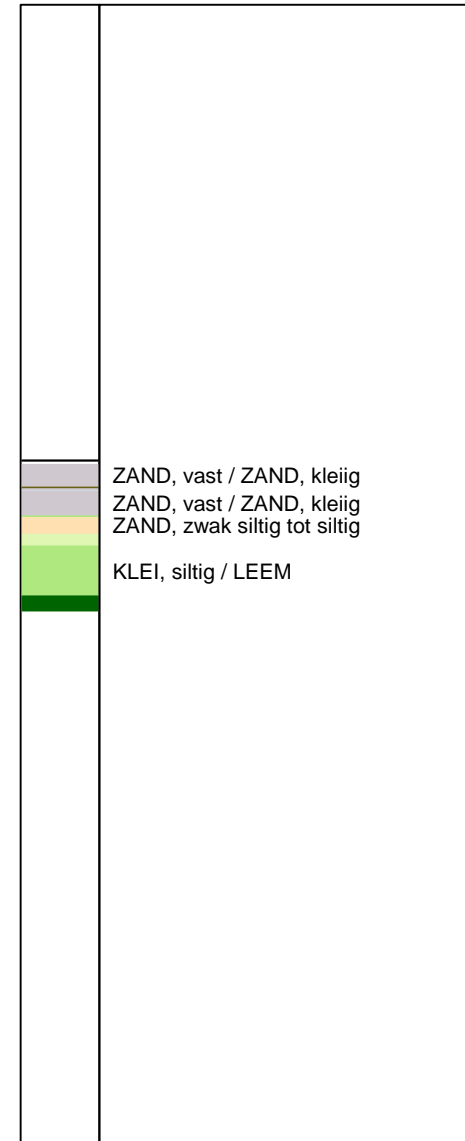 ZAND, vast / ZAND, kleiig
ZAND, vast / ZAND, kleiig
ZAND, zwak siltig tot siltig
KLEI, siltig / LEEM